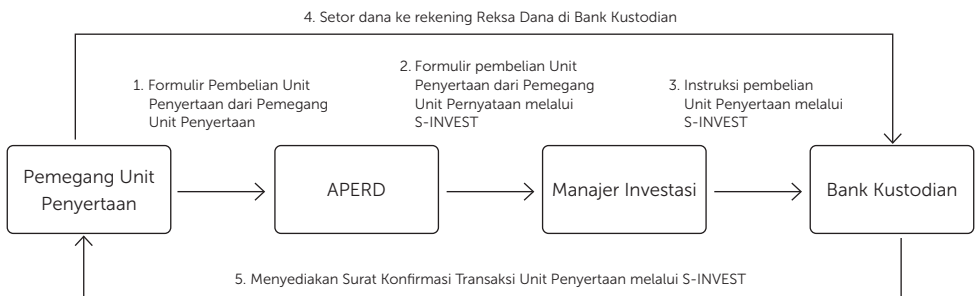 4. Setor dana ke rekening Reksa Dana di Bank Kustodian
1. Formulir Pembelian Unit
Penyertaan dari Pemegang
Unit Penyertaan
2. Formulir pembelian Unit
Penyertaan dari Pemegang
Unit Pernyataan melalui
S-INVEST
3. Instruksi pembelian
Unit Penyertaan melalui
S-INVEST
Pemegang Unit
Penyertaan
APERD
Manajer Investasi
Bank Kustodian
5. Menyediakan Surat Konfirmasi Transaksi Unit Penyertaan melalui S-INVEST